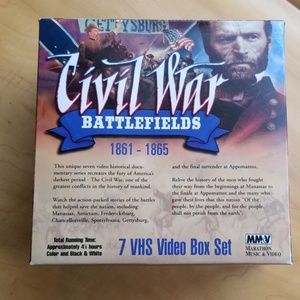 GETTYSBURG
Civil War
BATTLEFIELDS
1861 - 1865
This unique seven video historical docu-
mentary series recreates the fury of America's
darkest period - The Civil War, one of the
greatest conflicts in the history of mankind.
Watch the action packed stories of the battles
that helped save the nation, including
Manassas, Antietam, Fredericksburg,
Chancellorsville, Spotsylvania, Gettysburg,
and the final surrender at Appomattox.
Relive the history of the men who fought
their way from the beginnings at Manassas to
the finale at Appomattox and the many who
gave their lives that this nation "Of the
people, by the people, and for the people,
shall not perish from the earth".
Total Running Time:
Approximately 4½ hours
Color and Black & White
7 VHS Video Box Set
MM&V
MARATHON
MUSIC & VIDEO